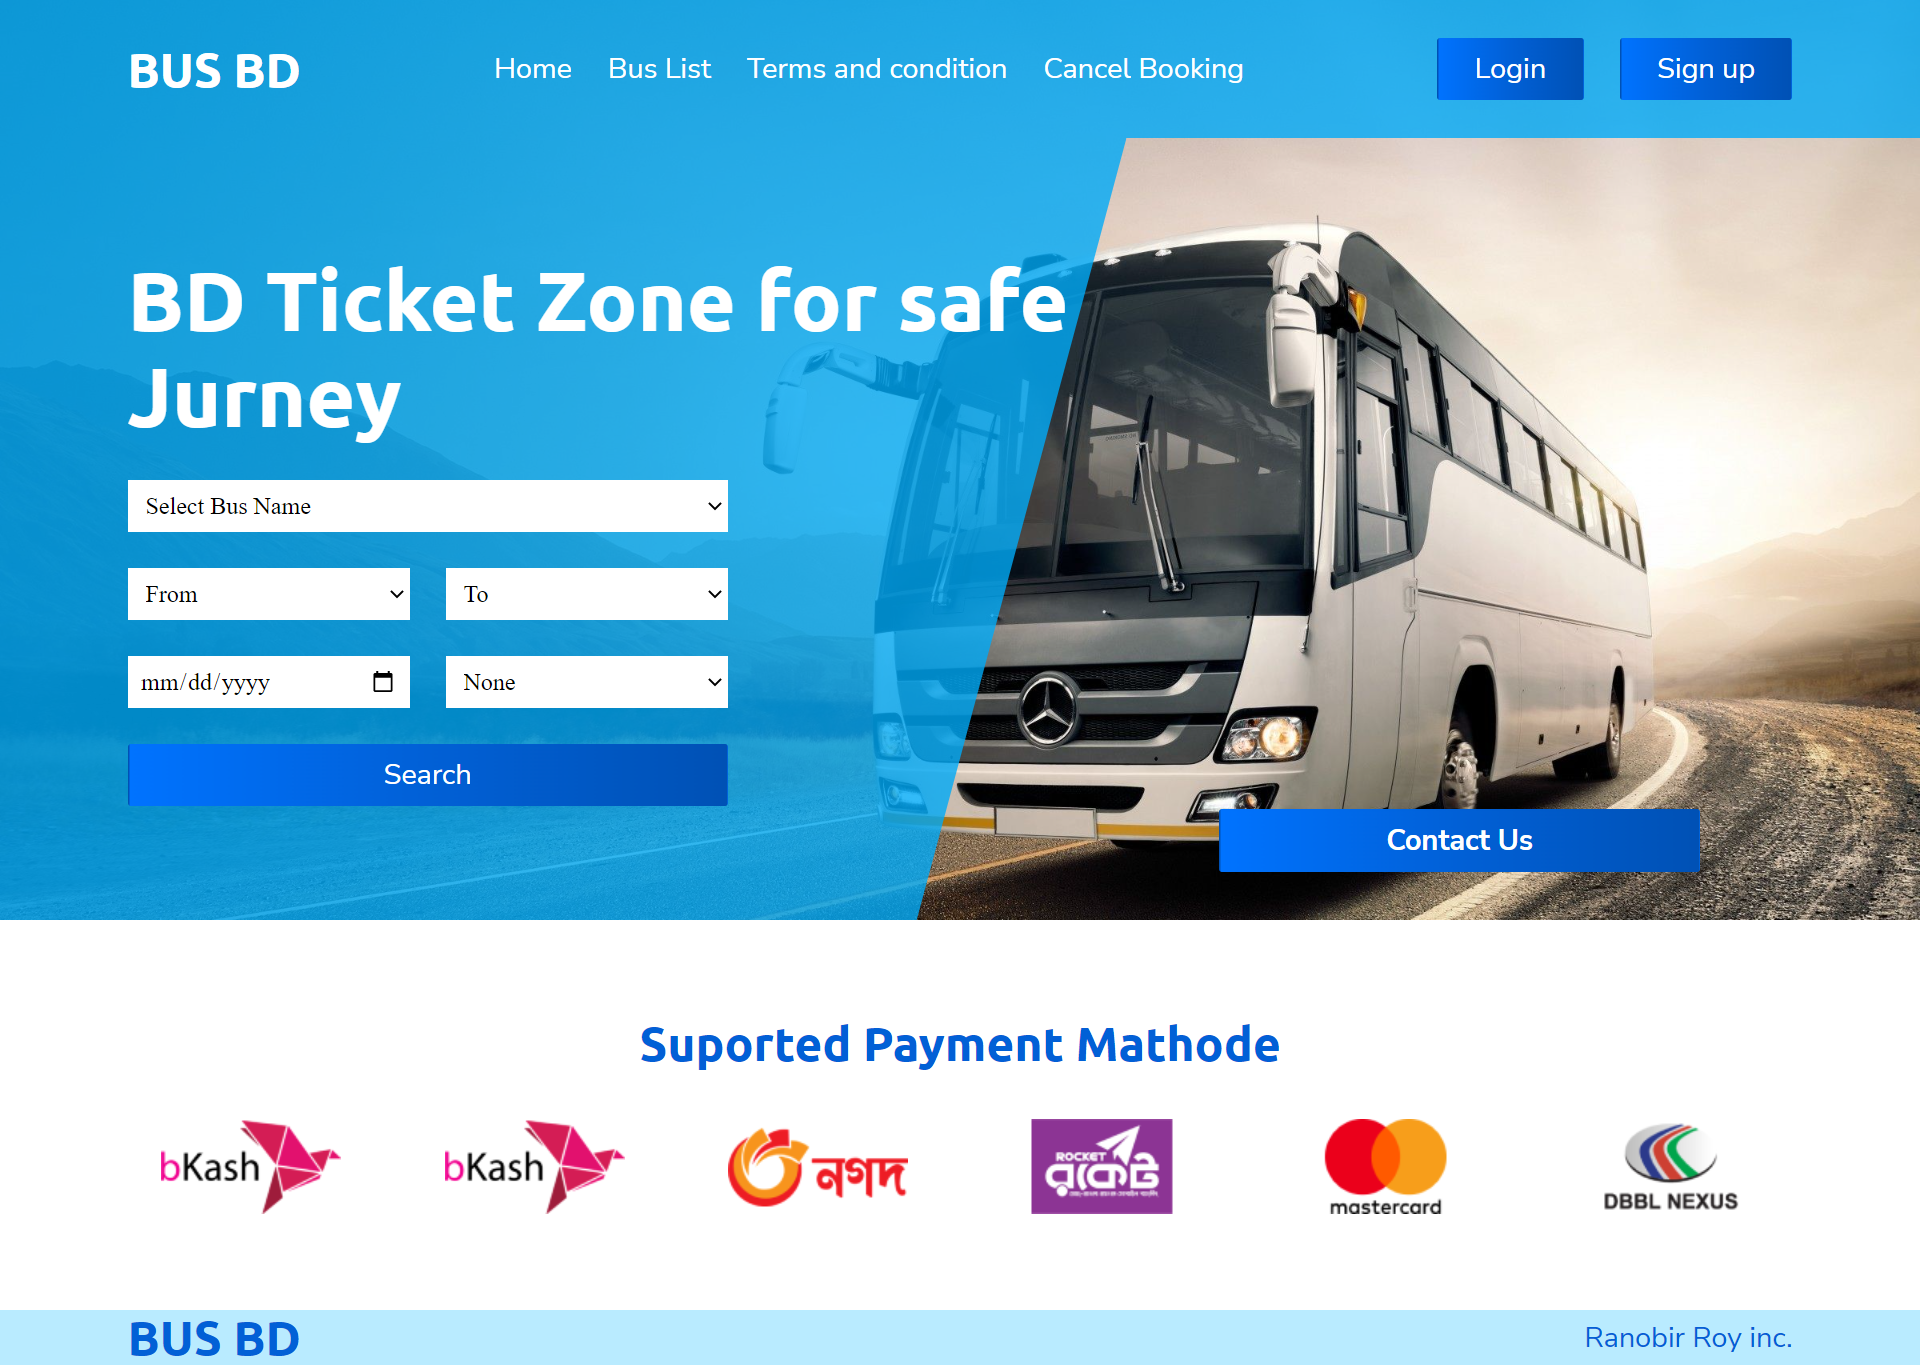 BUS BD
Home Bus List Terms and condition Cancel Booking
Login Sign up
BD Ticket Zone for safe
Jurney
Select Bus Name
From To
mm/dd/yyyy None
Search
Contact Us
Suported Payment Mathode
bKash bKash নগদ ROCKET রকেট mastercard DBBL NEXUS
BUS BD
Ranobir Roy inc.